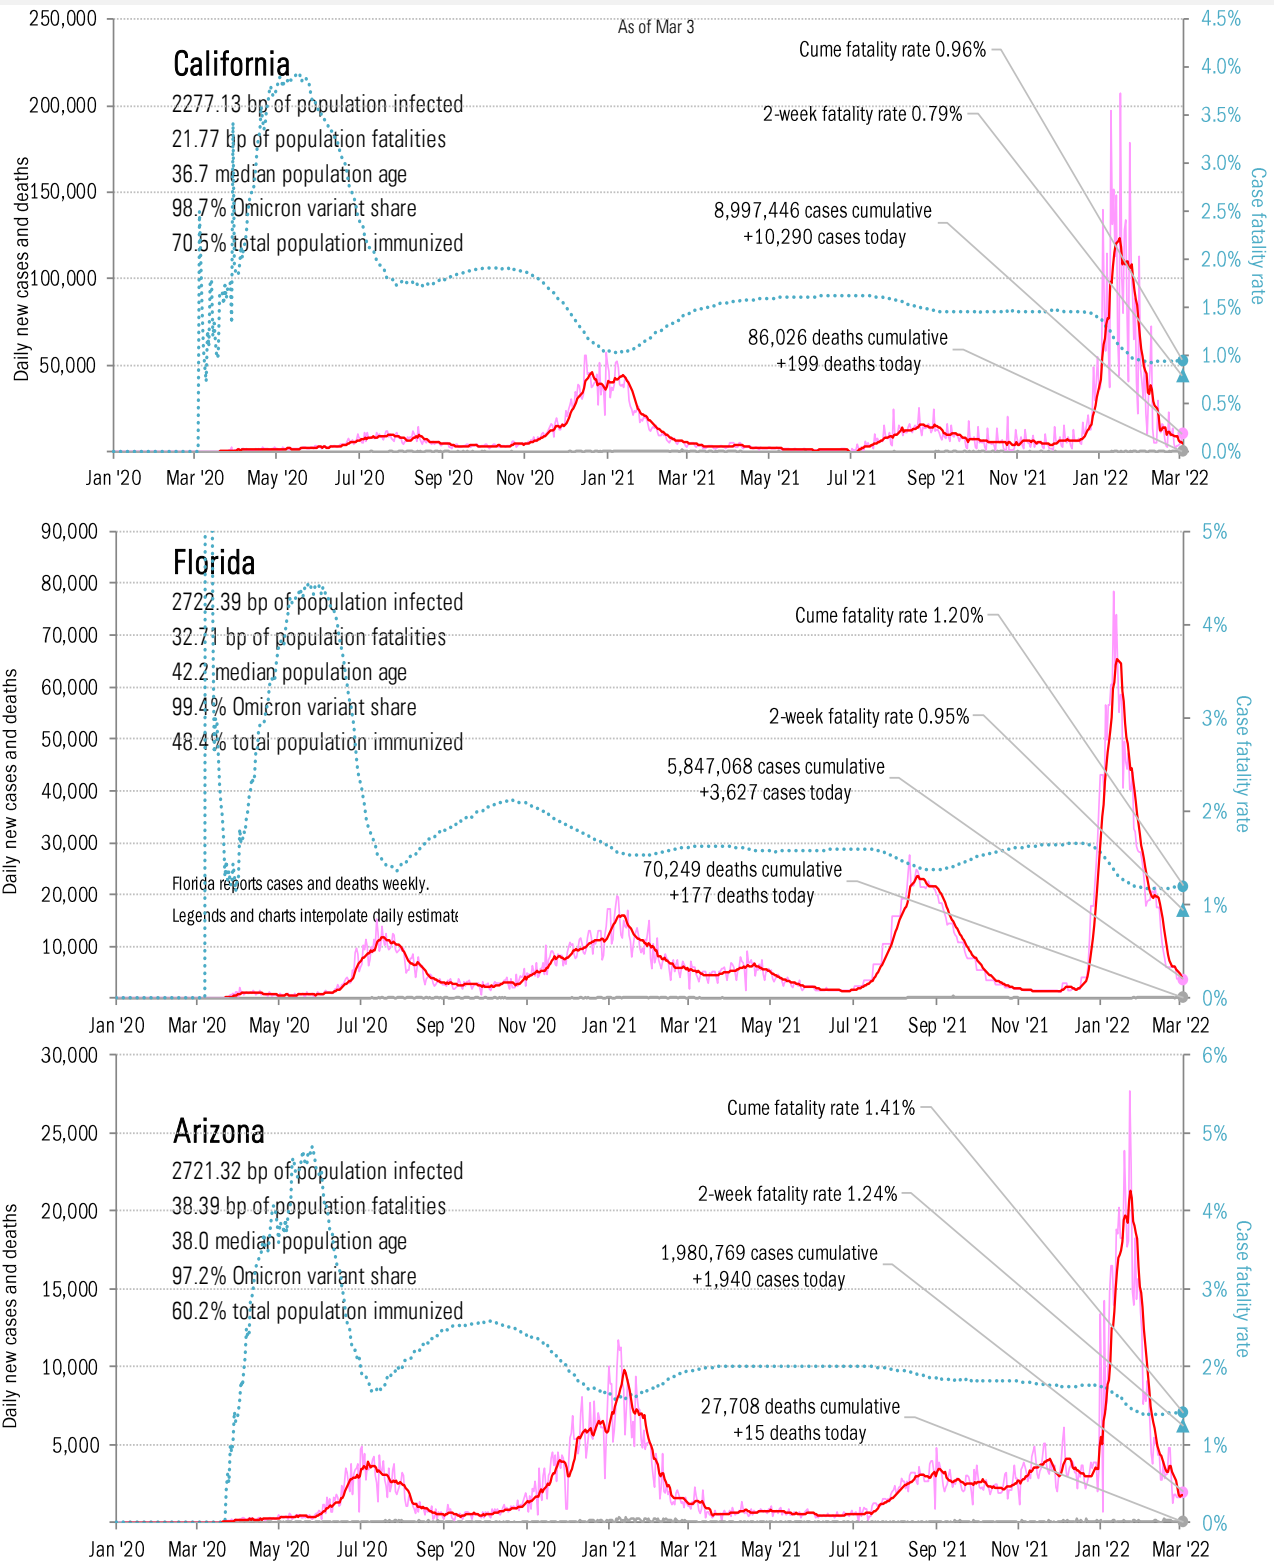 As of Mar 3
250,000
200,000
150,000
100,000
50,000
Daily new cases and deaths
California
2277.13 bp of population infected
21.77 bp of population fatalities
36.7 median population age
98.7% Omicron variant share
70.5% total population immunized
Cume fatality rate 0.96%
2-week fatality rate 0.79%
8,997,446 cases cumulative
+10,290 cases today
86,026 deaths cumulative
+199 deaths today
4.5%
4.0%
3.5%
3.0%
2.5%
2.0%
1.5%
1.0%
0.5%
0.0%
Case fatality rate
Jan '20 Mar '20 May '20 Jul '20 Sep '20 Nov '20 Jan '21 Mar '21 May '21 Jul '21 Sep '21 Nov '21 Jan '22 Mar '22
90,000
80,000
70,000
60,000
50,000
40,000
30,000
20,000
10,000
Daily new cases and deaths
Florida
2722.39 bp of population infected
32.71 bp of population fatalities
42.2 median population age
99.4% Omicron variant share
48.4% total population immunized
Florida reports cases and deaths weekly.
Legends and charts interpolate daily estimate
Cume fatality rate 1.20%
2-week fatality rate 0.95%
5,847,068 cases cumulative
+3,627 cases today
70,249 deaths cumulative
+177 deaths today
5%
4%
3%
2%
1%
0%
Case fatality rate
Jan '20 Mar '20 May '20 Jul '20 Sep '20 Nov '20 Jan '21 Mar '21 May '21 Jul '21 Sep '21 Nov '21 Jan '22 Mar '22
30,000
25,000
20,000
15,000
10,000
5,000
Daily new cases and deaths
Arizona
2721.32 bp of population infected
38.39 bp of population fatalities
38.0 median population age
97.2% Omicron variant share
60.2% total population immunized
Cume fatality rate 1.41%
2-week fatality rate 1.24%
1,980,769 cases cumulative
+1,940 cases today
27,708 deaths cumulative
+15 deaths today
6%
5%
4%
3%
2%
1%
0%
Case fatality rate
Jan '20 Mar '20 May '20 Jul '20 Sep '20 Nov '20 Jan '21 Mar '21 May '21 Jul '21 Sep '21 Nov '21 Jan '22 Mar '22